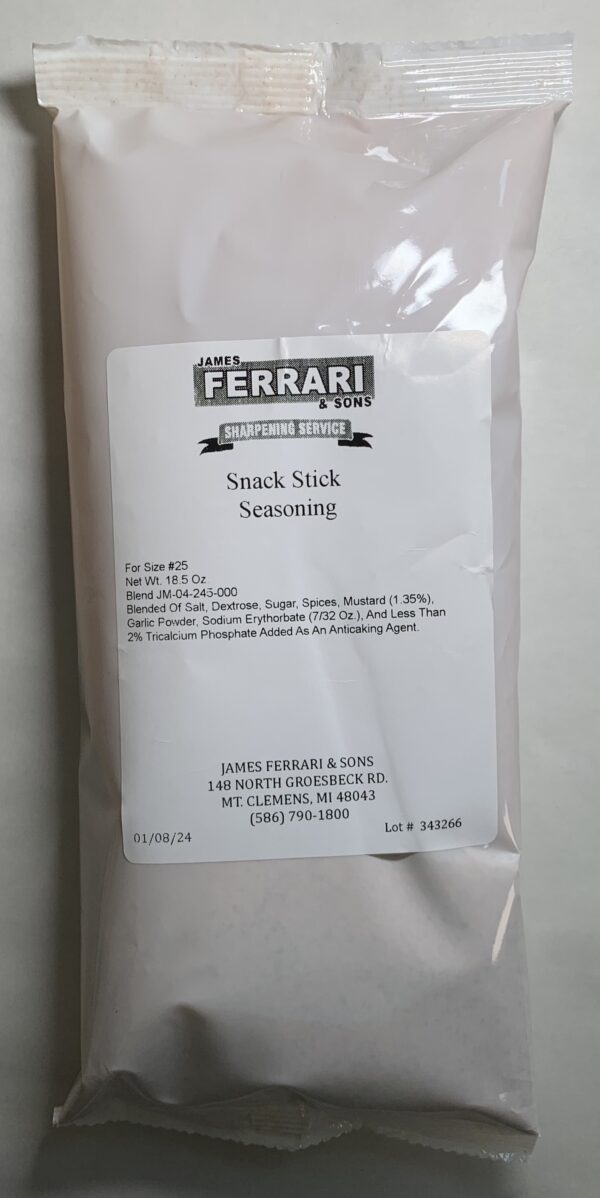 JAMES
FERRARI
& SONS
SHARPENING SERVICE
Snack Stick
Seasoning
For Size #25
Net Wt. 18.5 Oz
Blend JM-04-245-000
Blended Of Salt, Dextrose, Sugar, Spices, Mustard (1.35%),
Garlic Powder, Sodium Erythorbate (7/32 Oz.), And Less Than
2% Tricalcium Phosphate Added As An Anticaking Agent.
JAMES FERRARI & SONS
148 NORTH GROESBECK RD.
MT. CLEMENS, MI 48043
(586) 790-1800
01/08/24
Lot # 343266